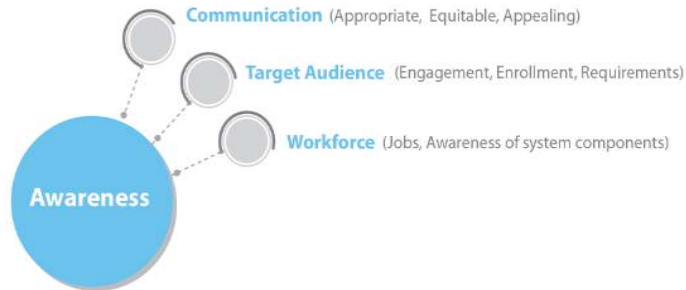 Communication (Appropriate, Equitable, Appealing)
Target Audience (Engagement, Enrollment, Requirements)
Workforce (Jobs, Awareness of system components)
Awareness